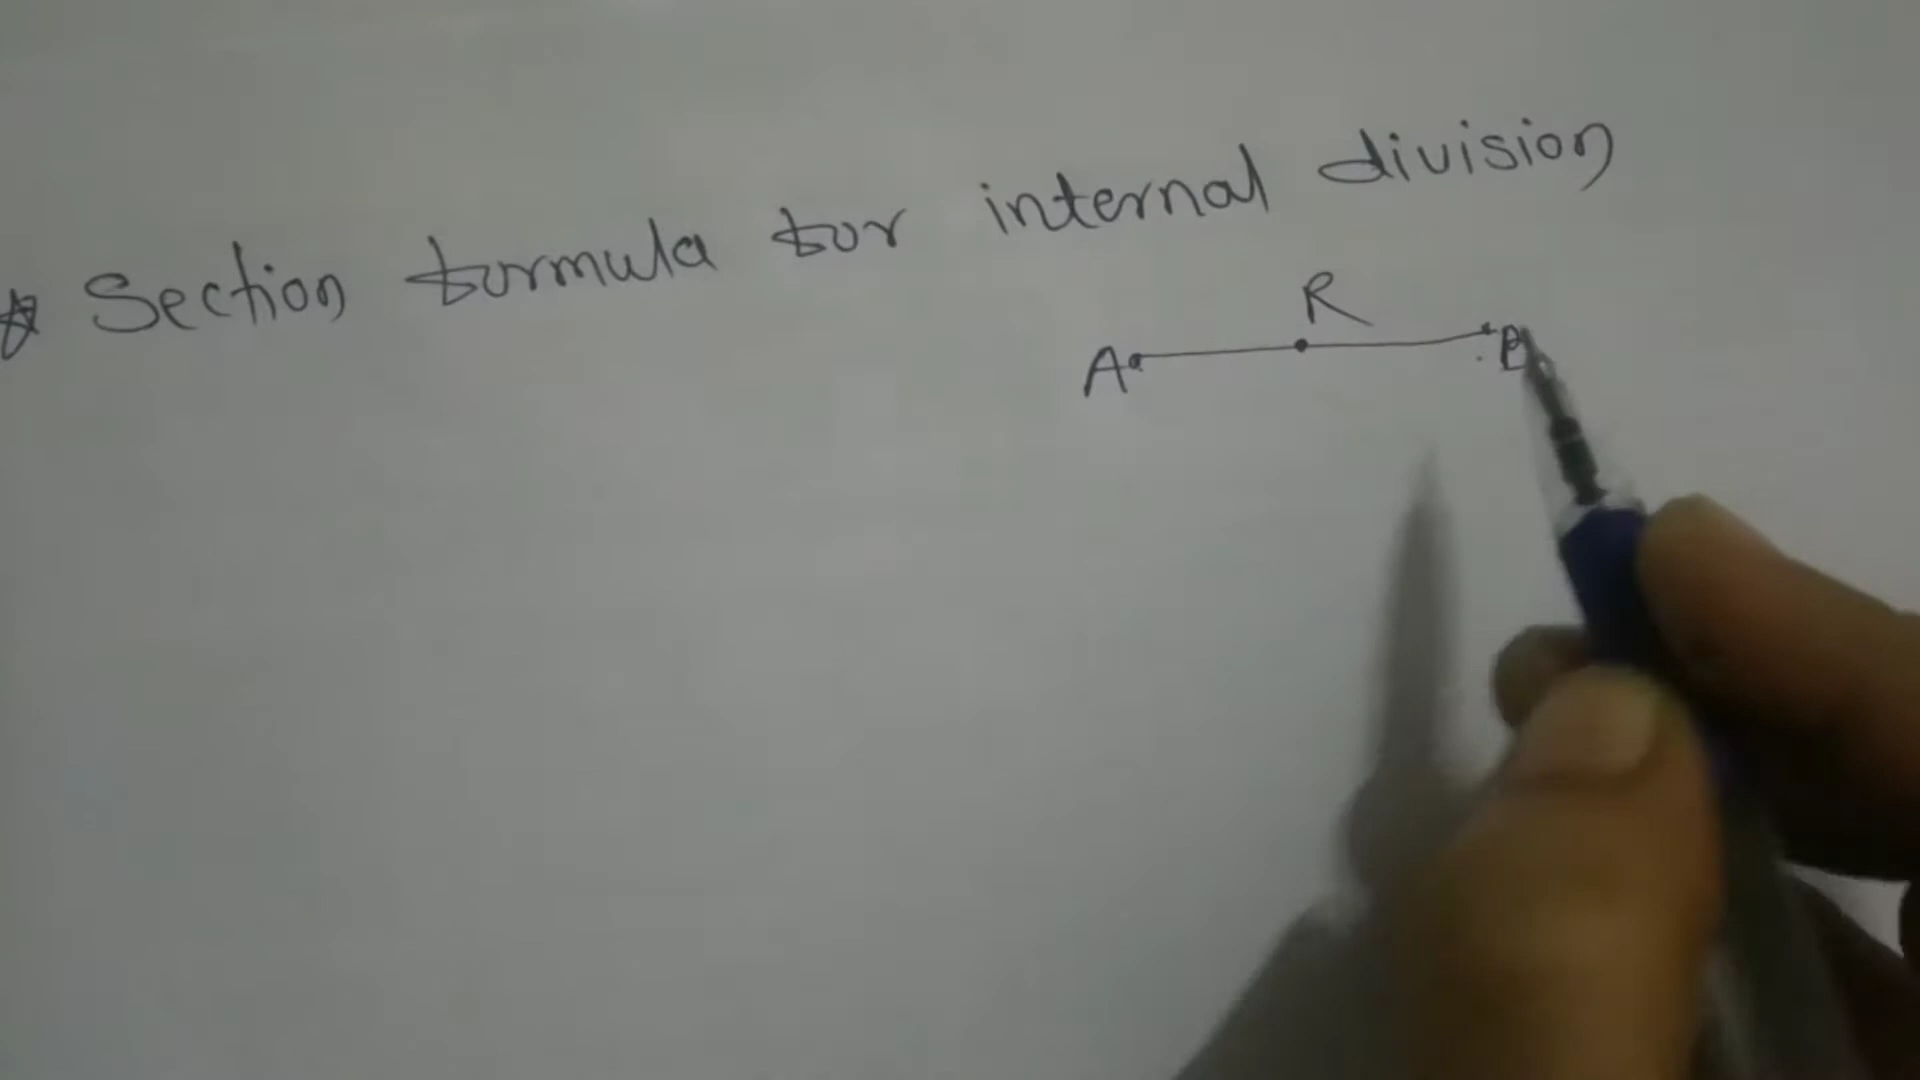 ☆ Section formula for internal division
R
A B